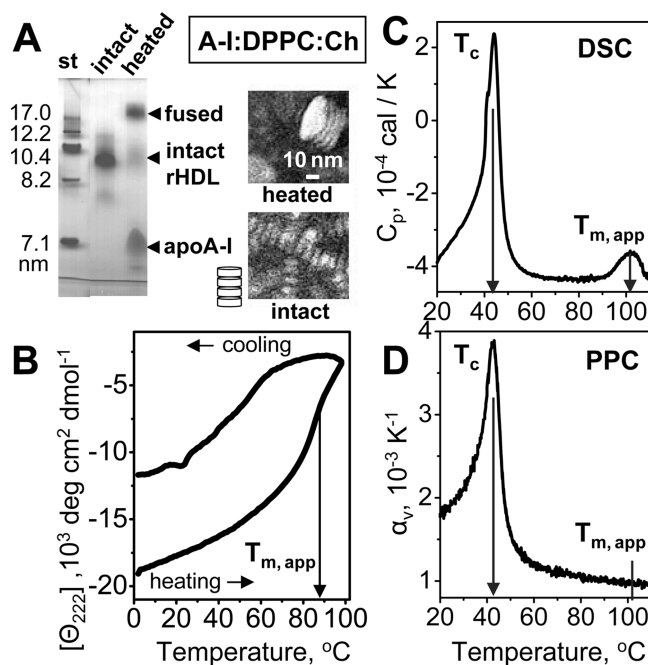 A
A-I:DPPC:Ch
st
intact
heated
17.0
12.2
10.4
8.2
7.1
nm
fused
intact
rHDL
apoA-I
10 nm
heated
intact
B
cooling
heating
Tm, app
-5
-10
-15
-20
[Θ222] ,10³ deg cm² dmol⁻¹
0 20 40 60 80 100
Temperature, °C
C
DSC
Tc
Tm, app
2
0
-2
-4
Cp, 10⁻⁴ cal / K
20 40 60 80 100
D
PPC
Tc
Tm, app
4
3
2
1
αv, 10⁻³ K⁻¹
20 40 60 80 100
Temperature, °C